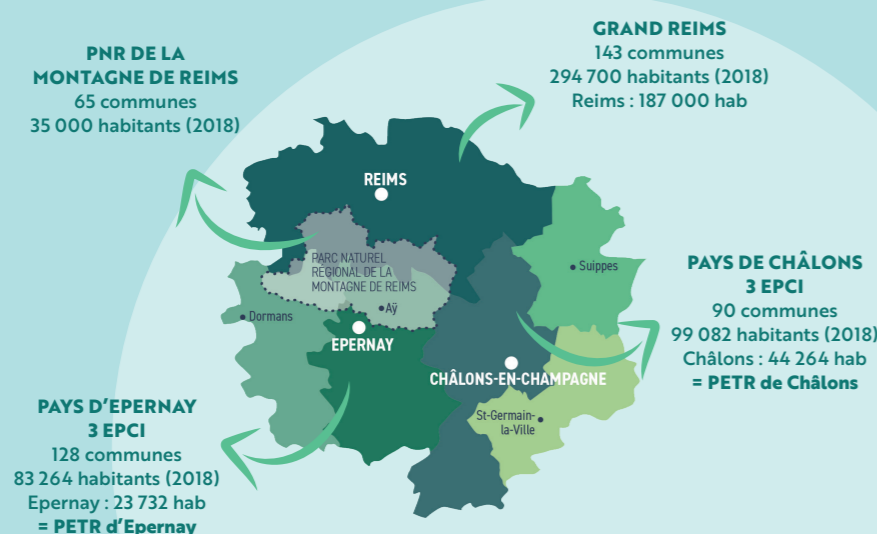 PNR DE LA
MONTAGNE DE REIMS
65 communes
35 000 habitants (2018)
GRAND REIMS
143 communes
294 700 habitants (2018)
Reims : 187 000 hab
REIMS
PARC NATUREL
RÉGIONAL DE LA
MONTAGNE DE REIMS
Suippes
Dormans
Aÿ
EPERNAY
CHÂLONS-EN-CHAMPAGNE
St-Germain-
la-Ville
PAYS DE CHÂLONS
3 EPCI
90 communes
99 082 habitants (2018)
Châlons : 44 264 hab
= PETR de Châlons
PAYS D’EPERNAY
3 EPCI
128 communes
83 264 habitants (2018)
Epernay : 23 732 hab
= PETR d’Epernay